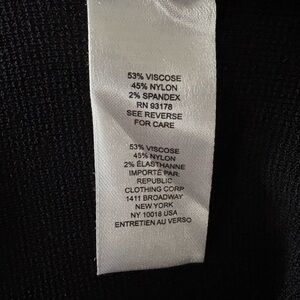 53% VISCOSE
45% NYLON
2% SPANDEX
RN 93178
SEE REVERSE
FOR CARE
53% VISCOSE
45% NYLON
2% ÉLASTHANNE
IMPORTÉ PAR:
REPUBLIC
CLOTHING CORP
1411 BROADWAY
NEW YORK
NY 10018 USA
ENTRETIEN AU VERSO